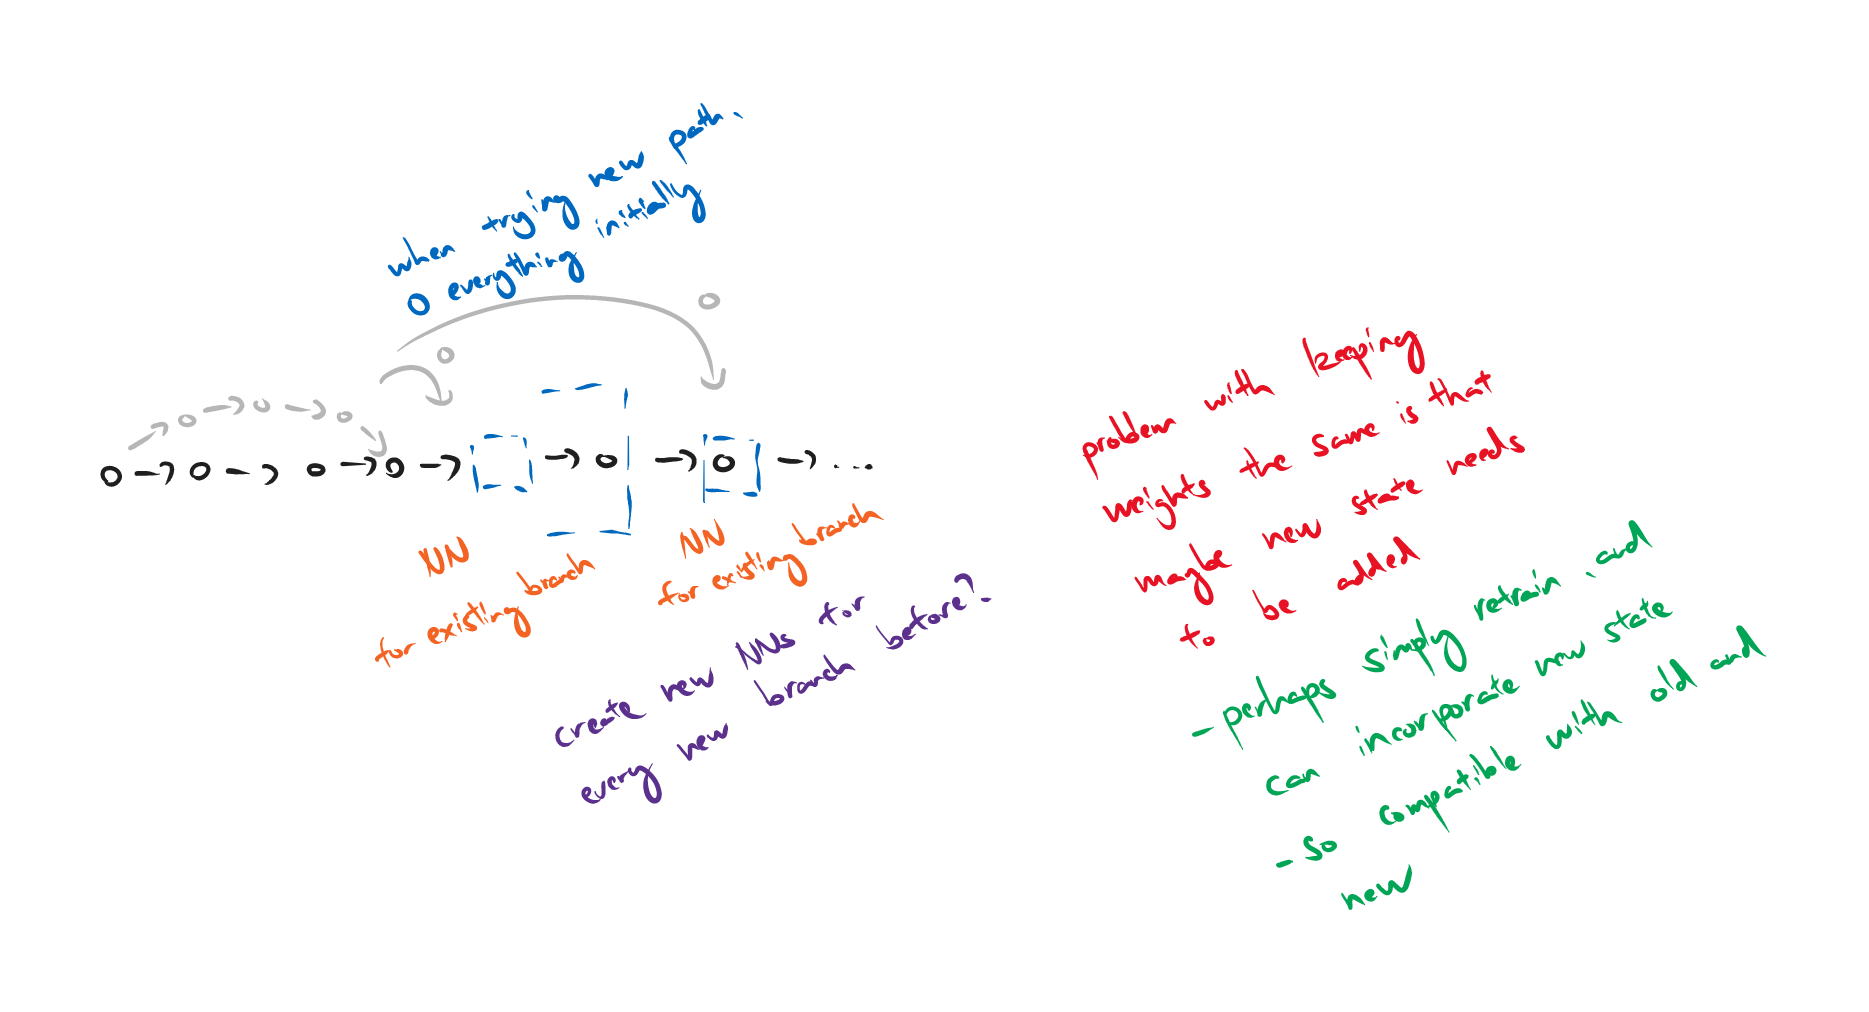 when trying new path.
0 everything initially
NN
for existing branch
NN
for existing branch
create new NNs for
every new branch before?
problem with keeping
weights the same is that
maybe new state needs
to be added
- perhaps simply retrain, and
can incorporate new state
- so compatible with old and
new